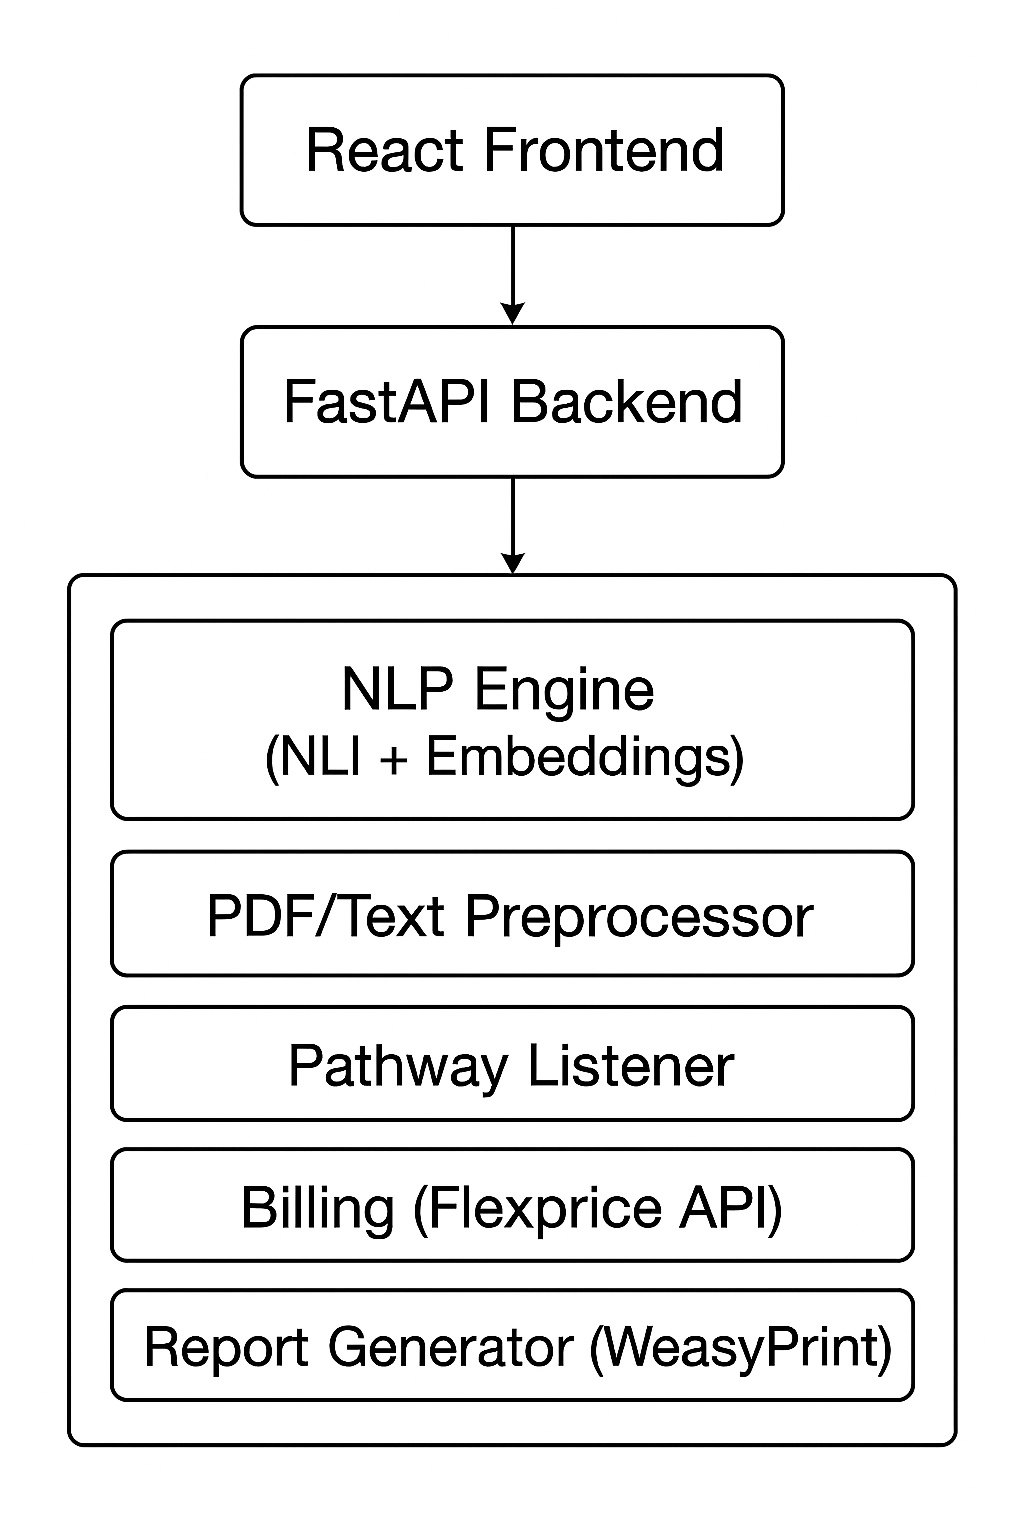 React Frontend
FastAPI Backend
NLP Engine
(NLI + Embeddings)
PDF/Text Preprocessor
Pathway Listener
Billing (Flexprice API)
Report Generator (WeasyPrint)